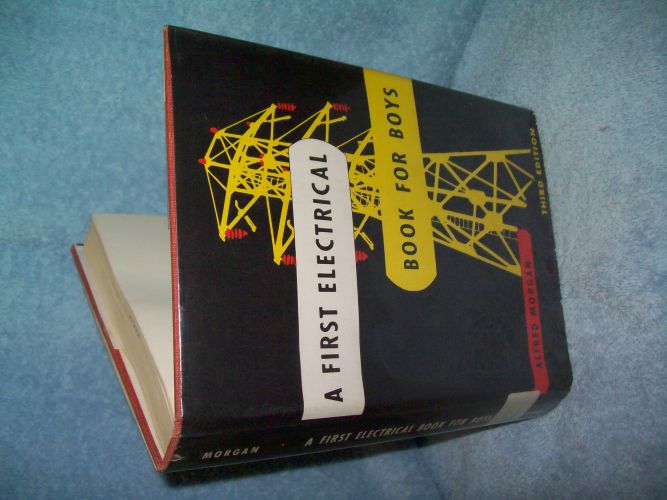 A FIRST ELECTRICAL
BOOK FOR BOYS
THIRD EDITION
ALFRED MORGAN
MORGAN A FIRST ELECTRICAL BOOK FOR BOYS